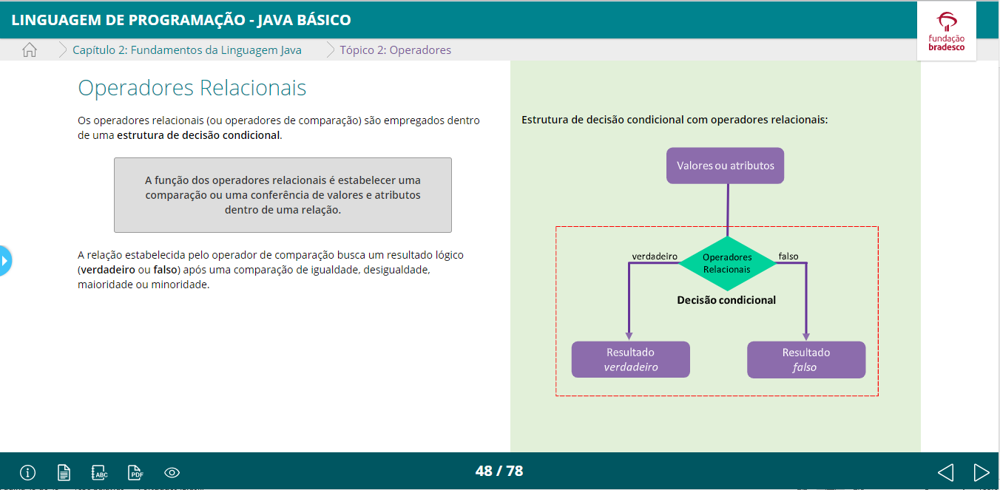 LINGUAGEM DE PROGRAMAÇÃO - JAVA BÁSICO
fundação
bradesco
Capítulo 2: Fundamentos da Linguagem Java
Tópico 2: Operadores
Operadores Relacionais
Os operadores relacionais (ou operadores de comparação) são empregados dentro
de uma estrutura de decisão condicional.
A função dos operadores relacionais é estabelecer uma
comparação ou uma conferência de valores e atributos
dentro de uma relação.
A relação estabelecida pelo operador de comparação busca um resultado lógico
(verdadeiro ou falso) após uma comparação de igualdade, desigualdade,
maioridade ou minoridade.
Estrutura de decisão condicional com operadores relacionais:
Valores ou atributos
verdadeiro
Operadores
Relacionais
falso
Decisão condicional
Resultado
verdadeiro
Resultado
falso
ABC
PDF
48 / 78